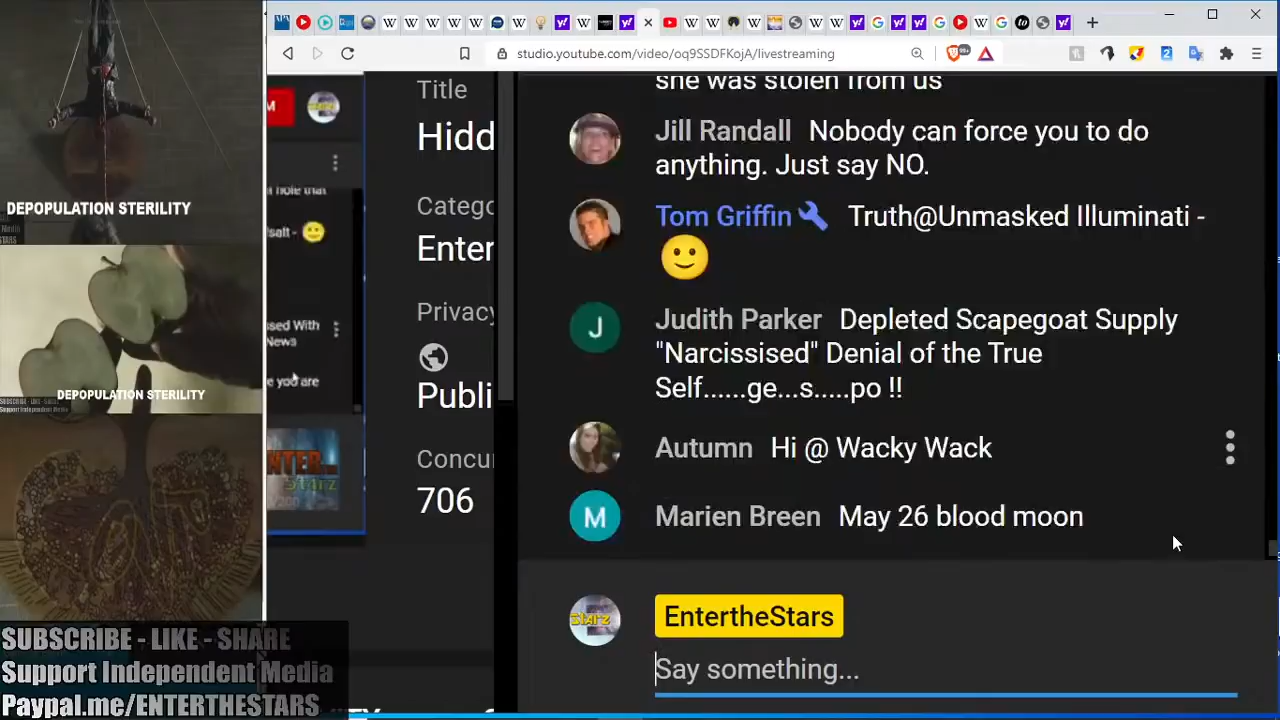 studio.youtube.com/video/oq9SSDFKojA/livestreaming
DEPOPULATION STERILITY
DEPOPULATION STERILITY
SUBSCRIBE - LIKE - SHARE
Support Independent Media
Paypal.me/ENTERTHESTARS
Title
Hidd
Catego
Enter
Privacy
Publi
Concur
706
she was stolen from us
Jill Randall Nobody can force you to do
anything. Just say NO.
Tom Griffin Truth@Unmasked Illuminati -
🙂
Judith Parker Depleted Scapegoat Supply
"Narcissised" Denial of the True
Self......ge...s.....po !!
Autumn Hi @ Wacky Wack
Marien Breen May 26 blood moon
EntertheStars
Say something...